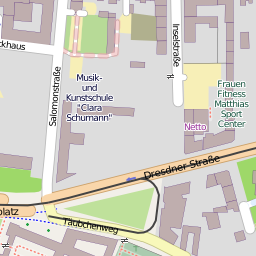 ckhaus
Salomonstraße
Musik-
und
Kunstschule
"Clara
Schumann"
Inselstraße
Frauen
Fitness
Matthias
Sport
Center
Netto
Dresdner Straße
platz
Täubchenweg